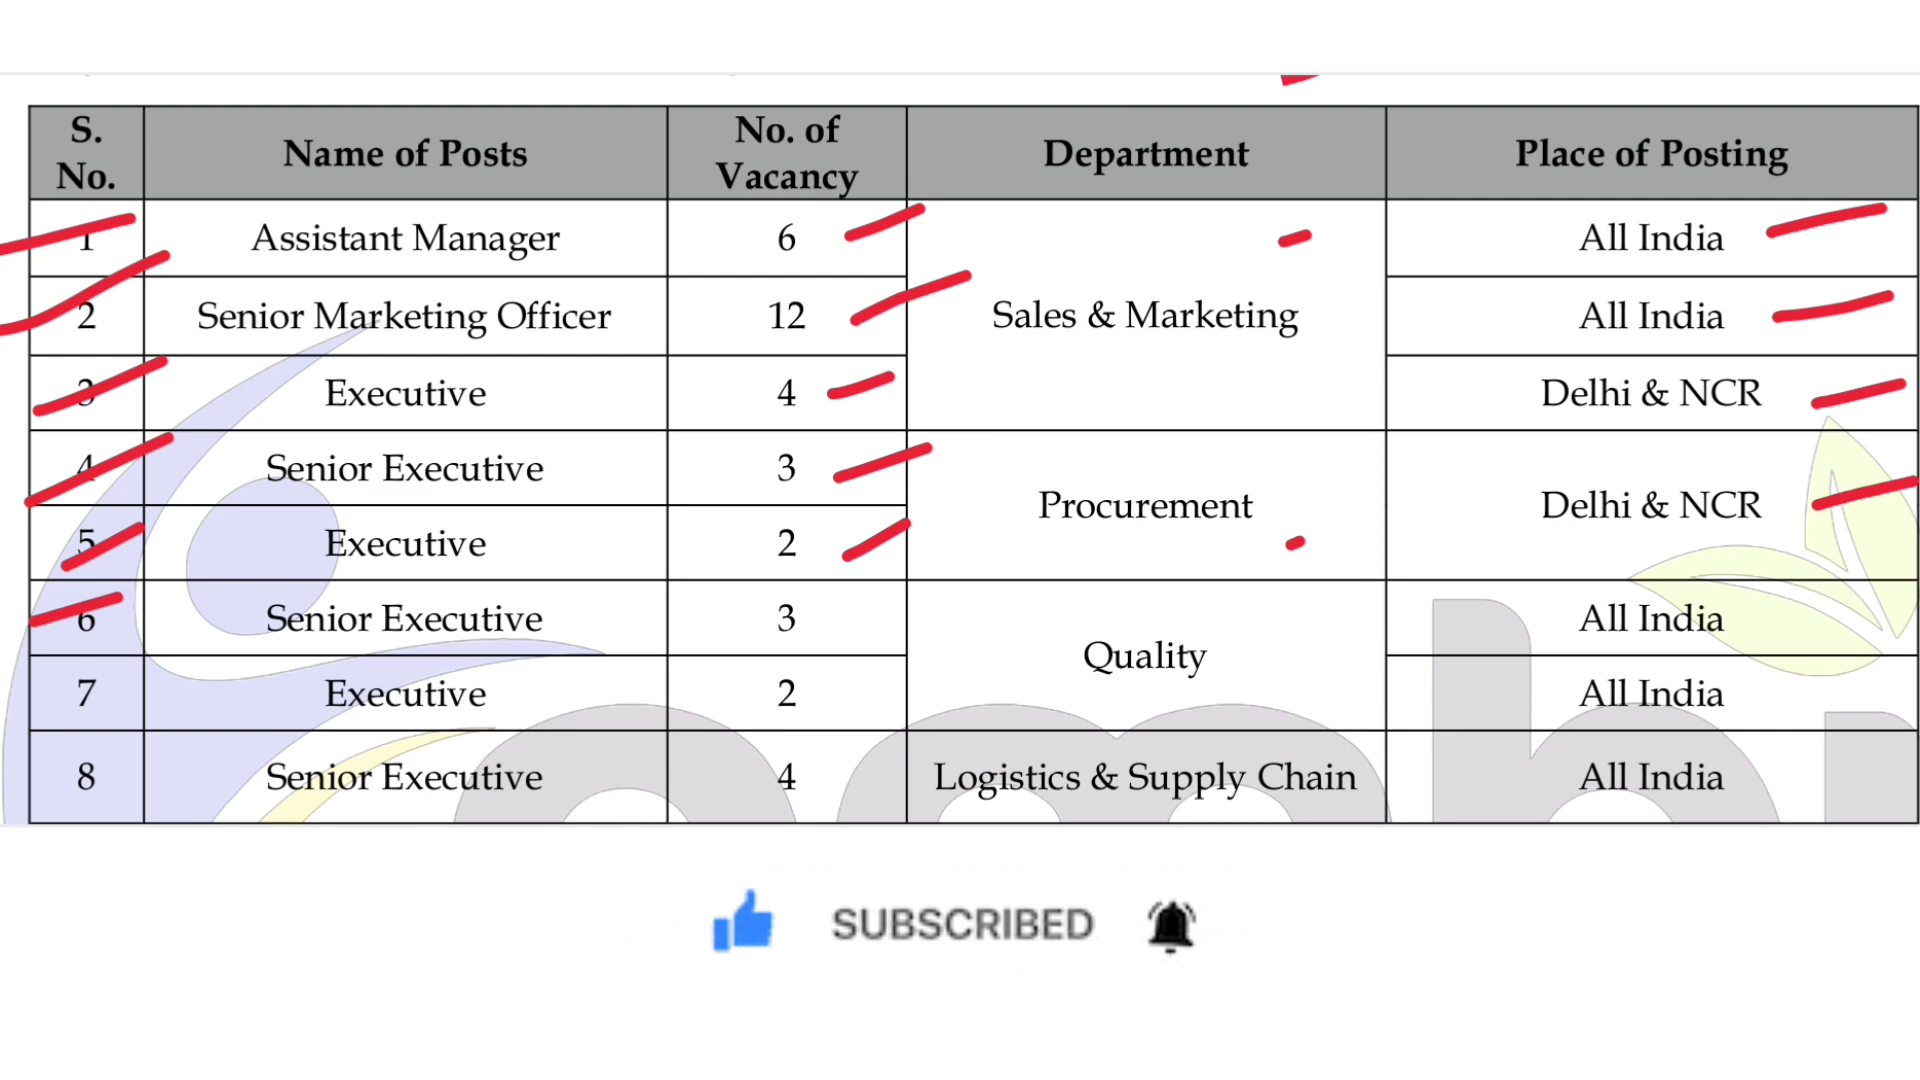 S. No. Name of Posts No. of Vacancy Department Place of Posting
1 Assistant Manager 6 Sales & Marketing All India
2 Senior Marketing Officer 12 All India
3 Executive 4 Delhi & NCR
4 Senior Executive 3 Procurement Delhi & NCR
5 Executive 2
6 Senior Executive 3 Quality All India
7 Executive 2 All India
8 Senior Executive 4 Logistics & Supply Chain All India
SUBSCRIBED